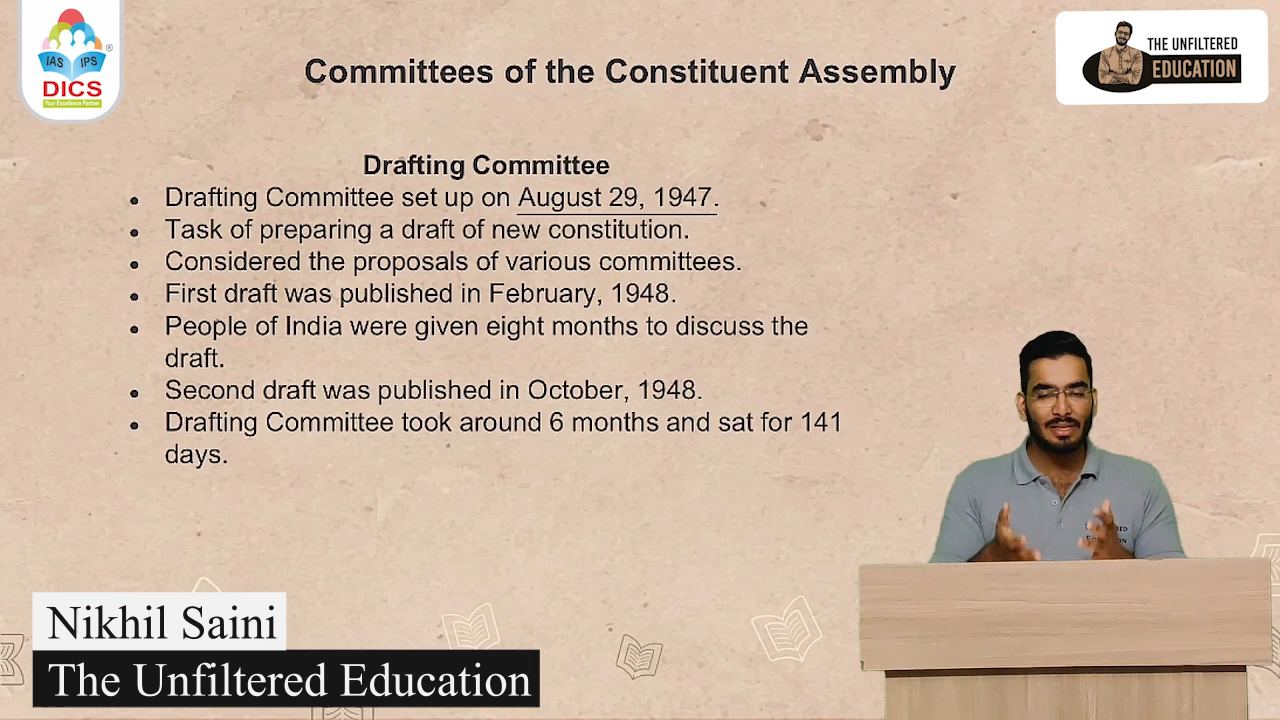 IAS IPS
®
DICS
Your Excellence Partner
Committees of the Constituent Assembly
THE UNFILTERED
EDUCATION
Drafting Committee
• Drafting Committee set up on August 29, 1947.
• Task of preparing a draft of new constitution.
• Considered the proposals of various committees.
• First draft was published in February, 1948.
• People of India were given eight months to discuss the
draft.
• Second draft was published in October, 1948.
• Drafting Committee took around 6 months and sat for 141
days.
Nikhil Saini
The Unfiltered Education